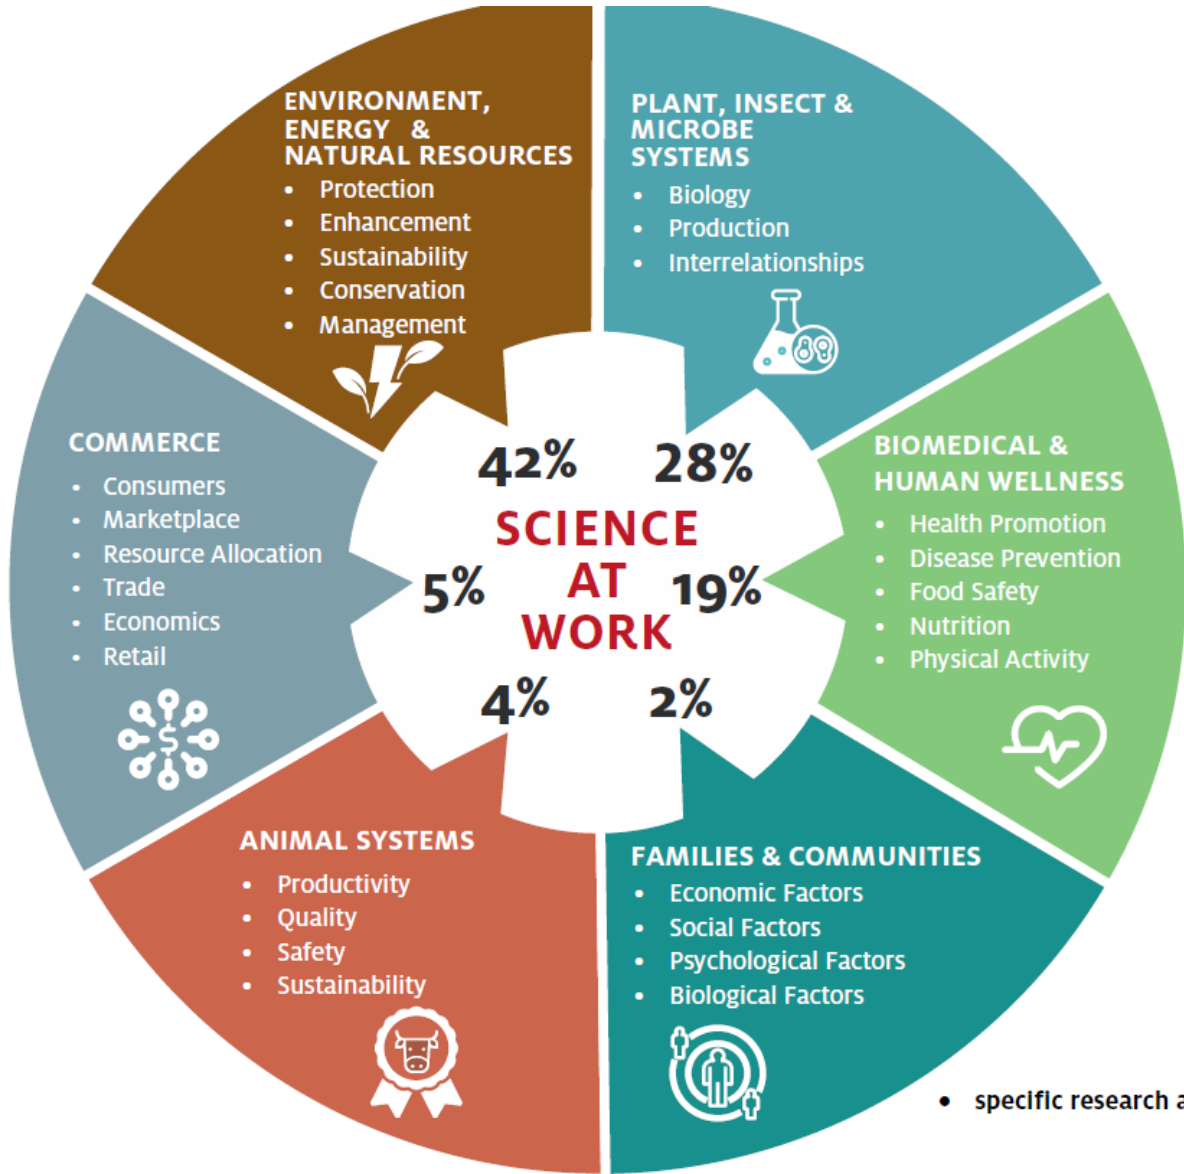 ENVIRONMENT,
ENERGY &
NATURAL RESOURCES
• Protection
• Enhancement
• Sustainability
• Conservation
• Management
PLANT, INSECT &
MICROBE
SYSTEMS
• Biology
• Production
• Interrelationships
BIOMEDICAL &
HUMAN WELLNESS
• Health Promotion
• Disease Prevention
• Food Safety
• Nutrition
• Physical Activity
COMMERCE
• Consumers
• Marketplace
• Resource Allocation
• Trade
• Economics
• Retail
42%
28%
SCIENCE
AT
WORK
5%
19%
4%
2%
$
ANIMAL SYSTEMS
• Productivity
• Quality
• Safety
• Sustainability
FAMILIES & COMMUNITIES
• Economic Factors
• Social Factors
• Psychological Factors
• Biological Factors
• specific research